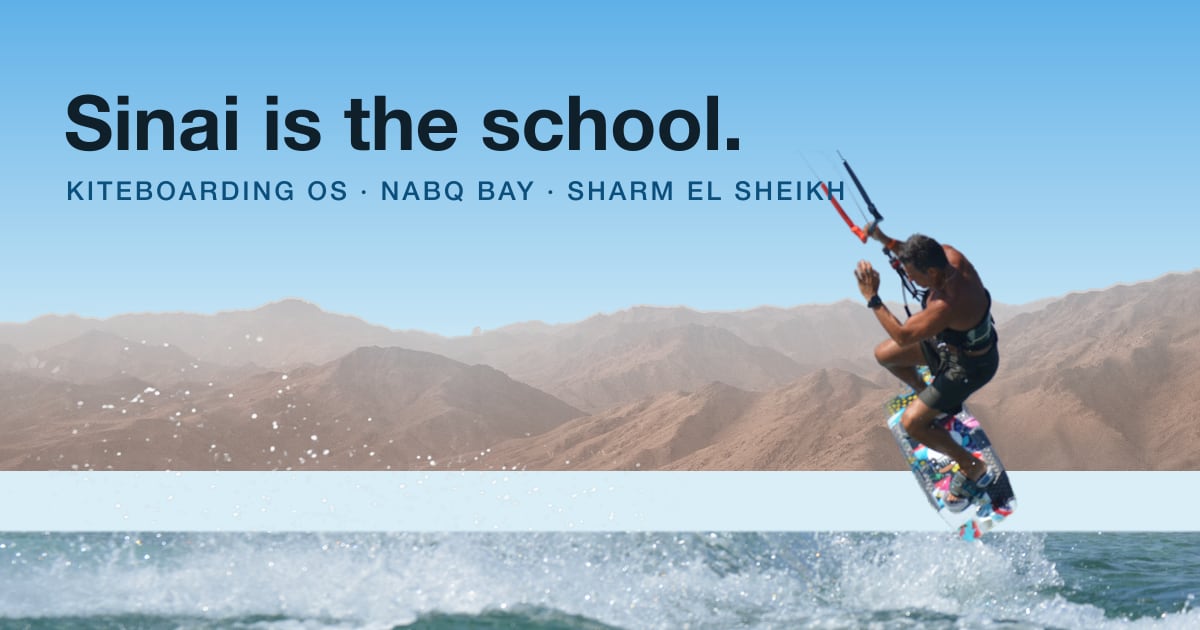 Sinai is the school.
KITEBOARDING OS · NABQ BAY · SHARM EL SHEIKH